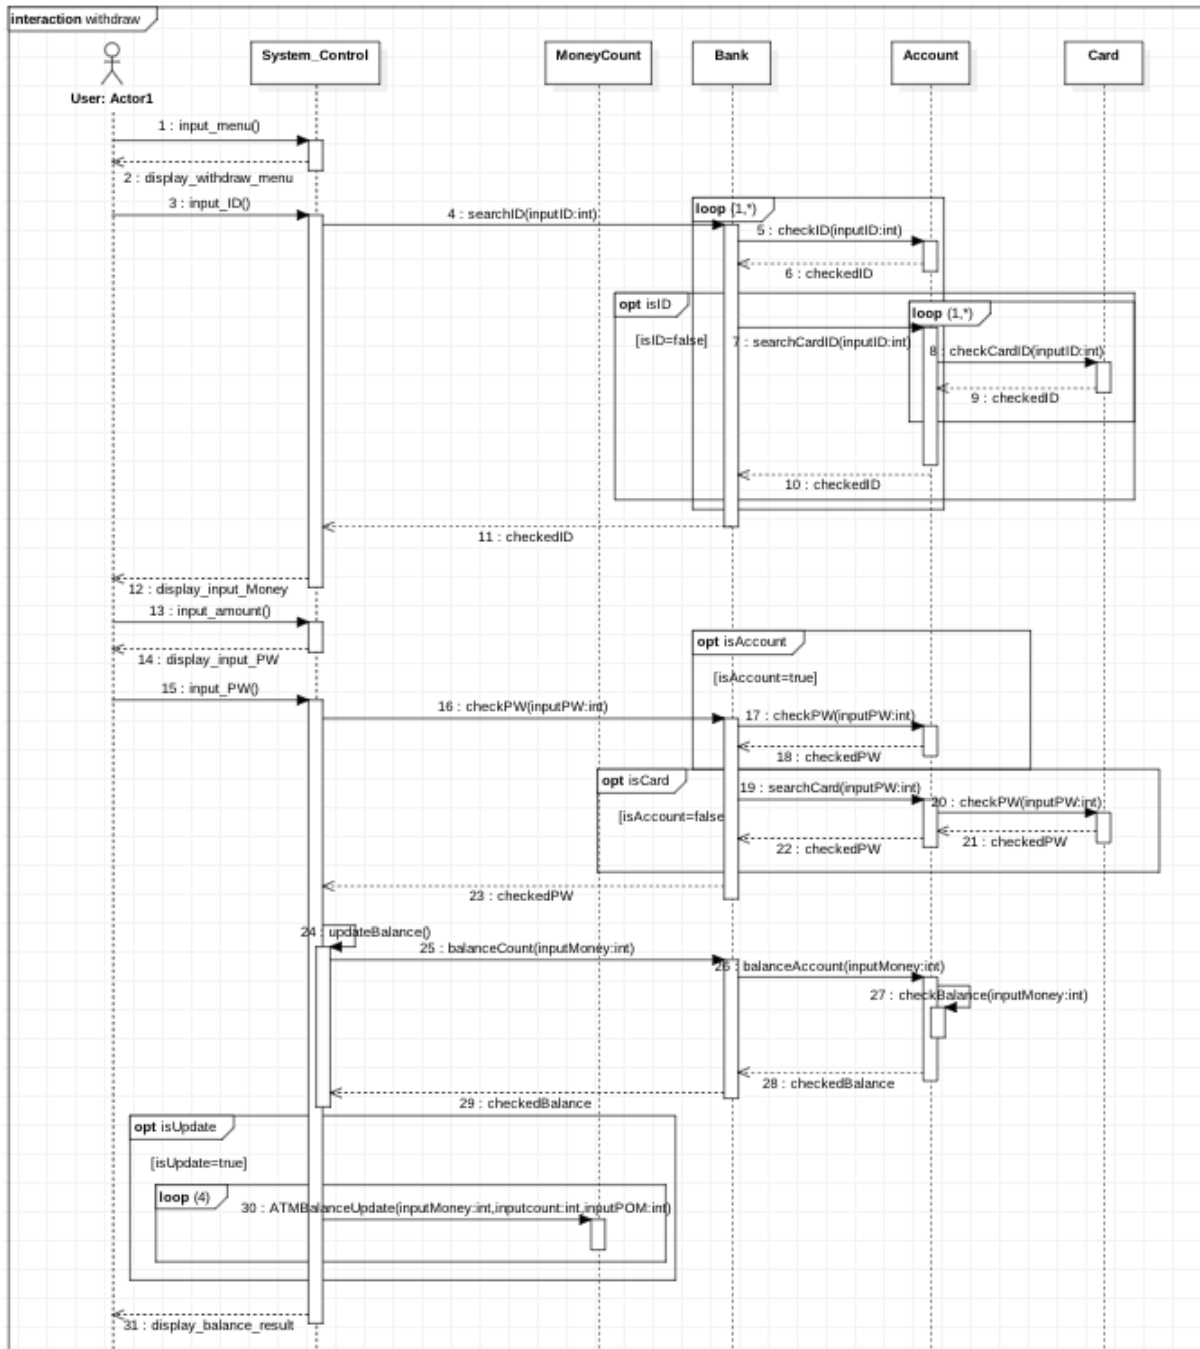 interaction withdraw
System_Control
MoneyCount
Bank
Account
Card
User: Actor1
1 : input_menu()
2 : display_withdraw_menu
3 : input_ID()
4 : searchID(inputID:int)
loop (1,*)
5 : checkID(inputID:int)
6 : checkedID
opt isID
[isID=false]
loop (1,*)
7 : searchCardID(inputID:int)
8 : checkCardID(inputID:int)
9 : checkedID
10 : checkedID
11 : checkedID
12 : display_input_Money
13 : input_amount()
14 : display_input_PW
opt isAccount
[isAccount=true]
15 : input_PW()
16 : checkPW(inputPW:int)
17 : checkPW(inputPW:int)
18 : checkedPW
opt isCard
[isAccount=false
19 : searchCard(inputPW:int)
20 : checkPW(inputPW:int)
21 : checkedPW
22 : checkedPW
23 : checkedPW
24 : updateBalance()
25 : balanceCount(inputMoney:int)
26 : balanceAccount(inputMoney:int)
27 : checkBalance(inputMoney:int)
28 : checkedBalance
29 : checkedBalance
opt isUpdate
[isUpdate=true]
loop (4)
30 : ATMBalanceUpdate(inputMoney:int,inputcount:int,inputPOM:int)
31 : display_balance_result